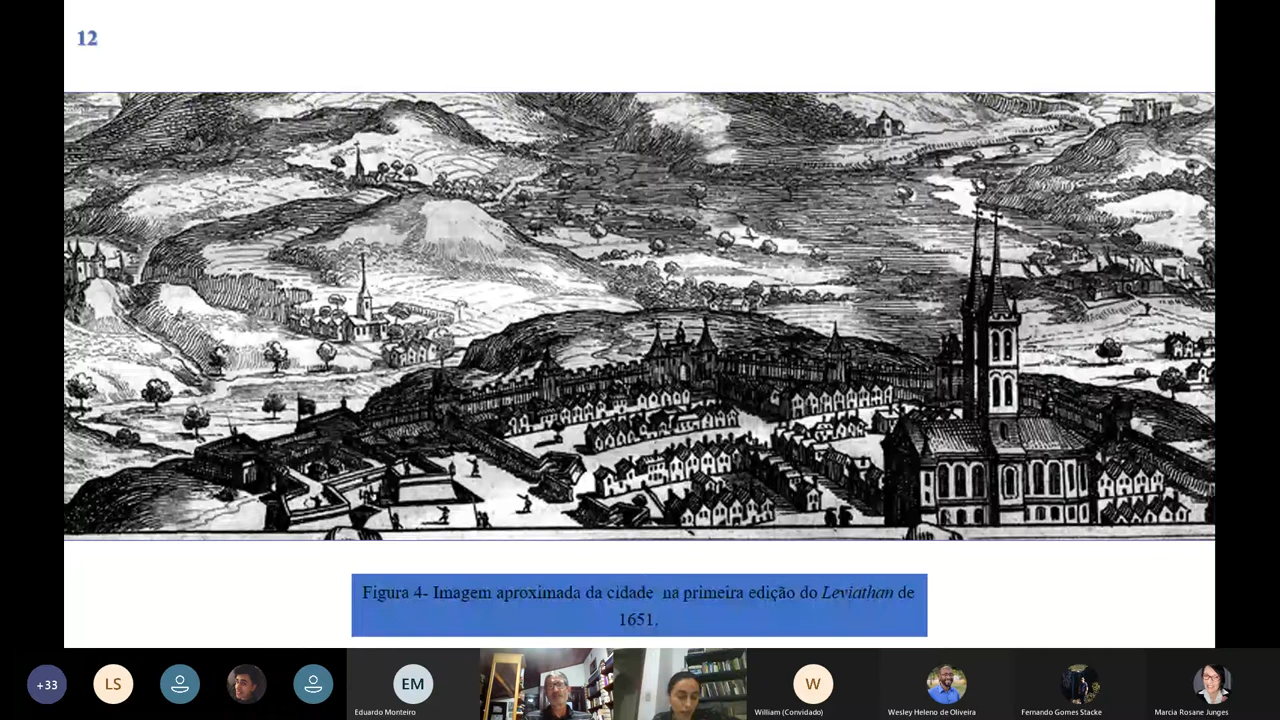 12
Figura 4- Imagem aproximada da cidade na primeira edição do Leviathan de
1651.
+33
LS
EM
W
Eduardo Monteiro
William (Convidado)
Wesley Heleno de Oliveira
Fernando Gomes Stacke
Marcia Rosane Junges